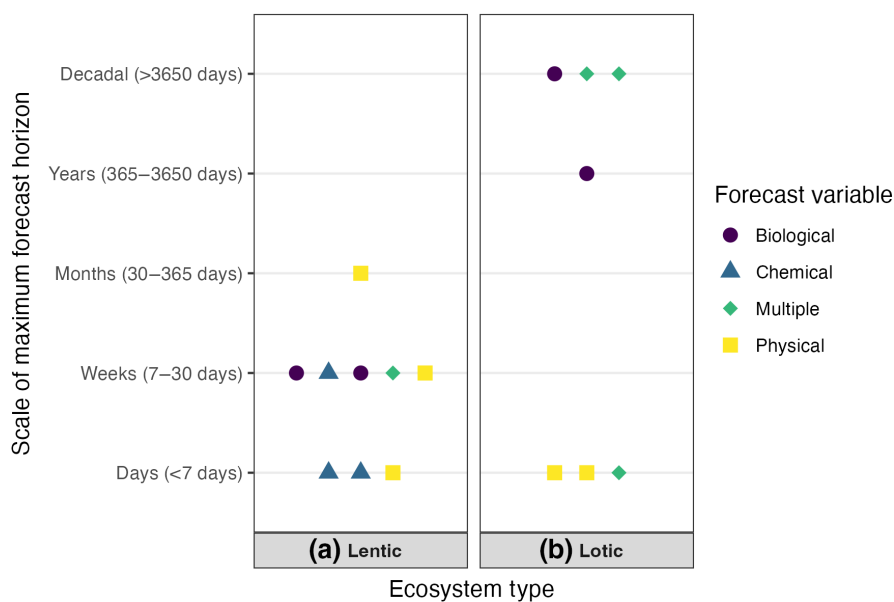 Scale of maximum forecast horizon
Decadal (>3650 days)
Years (365−3650 days)
Months (30−365 days)
Weeks (7−30 days)
Days (<7 days)
(a) Lentic
(b) Lotic
Ecosystem type
Forecast variable
Biological
Chemical
Multiple
Physical